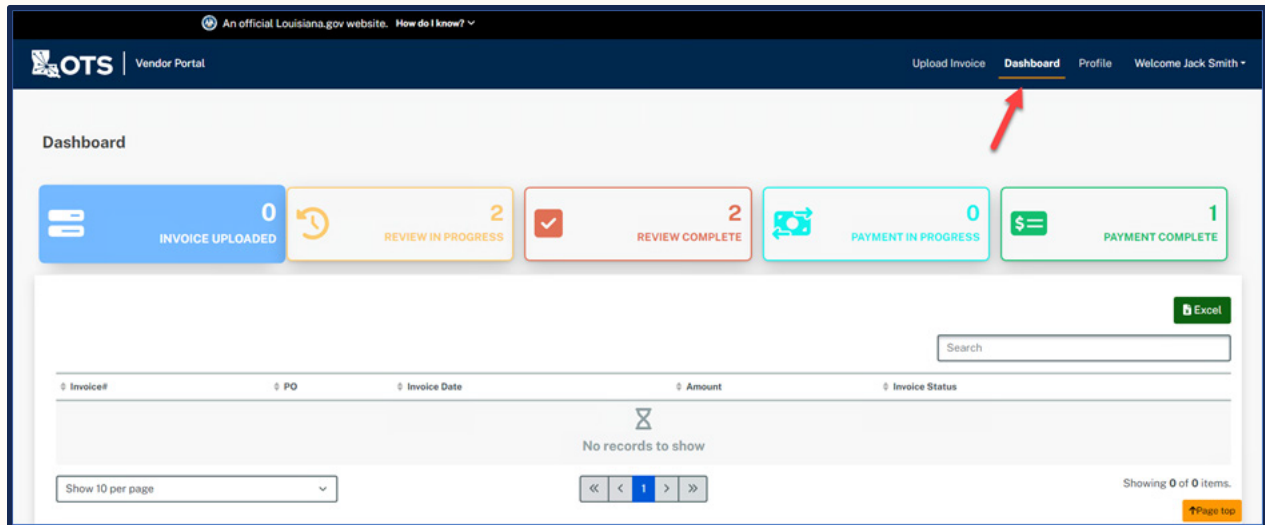 An official Louisiana.gov website. How do I know?
OTS Vendor Portal Upload Invoice Dashboard Profile Welcome Jack Smith
Dashboard
0 2 2 0 1
INVOICE UPLOADED REVIEW IN PROGRESS REVIEW COMPLETE PAYMENT IN PROGRESS PAYMENT COMPLETE
Excel
Search
Invoice# PO Invoice Date Amount Invoice Status
No records to show
Show 10 per page « < 1 > » Showing 0 of 0 items.
Page top